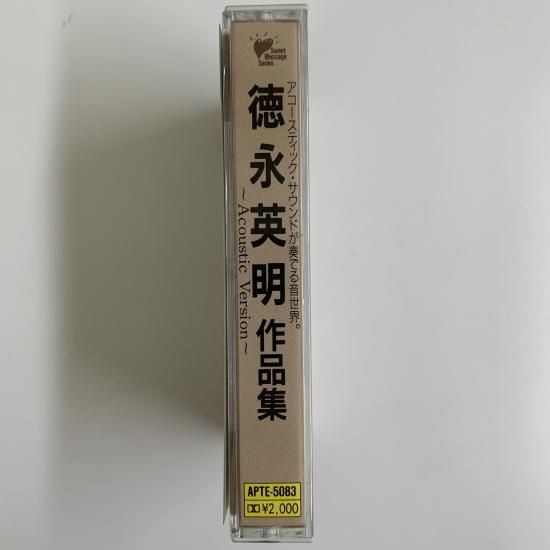 Sweet
Message
Series
アコースティック・サウンドが奏でる音世界。
徳永英明作品集
～Acoustic Version～
APTE-5083
¥2,000